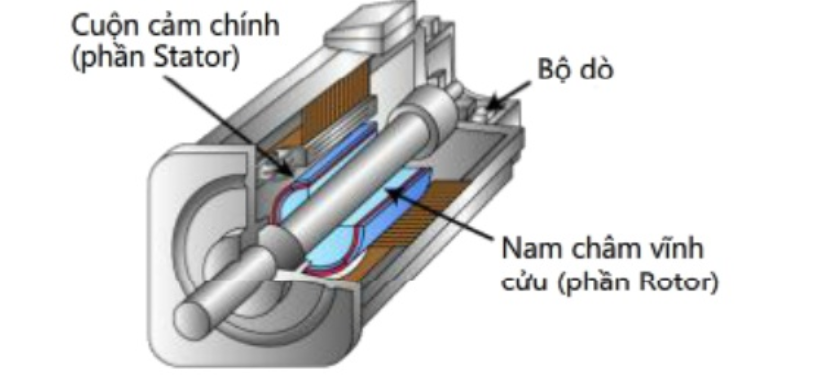 Cuộn cảm chính
(phần Stator)
Bộ dò
Nam châm vĩnh
cửu (phần Rotor)